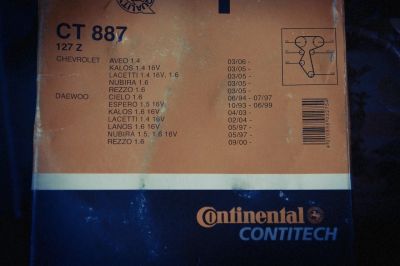 QUALITY
CT 887
127 Z
CHEVROLET AVEO 1.4 03/06 -
KALOS 1.4 16V 03/05 -
LACETTI 1.4 16V, 1.6 03/05 -
NUBIRA 1.6 03/05 -
REZZO 1.6 03/05 -
DAEWOO CIELO 1.6 06/94 - 07/97
ESPERO 1.5 16V 10/93 - 06/99
KALOS 1.6 16V 04/03 -
LACETTI 1.4 16V 02/04 -
LANOS 1.6 16V 05/97 -
NUBIRA 1.5, 1.6 16V 05/97 -
REZZO 1.6 09/00 -
Continental
CONTITECH